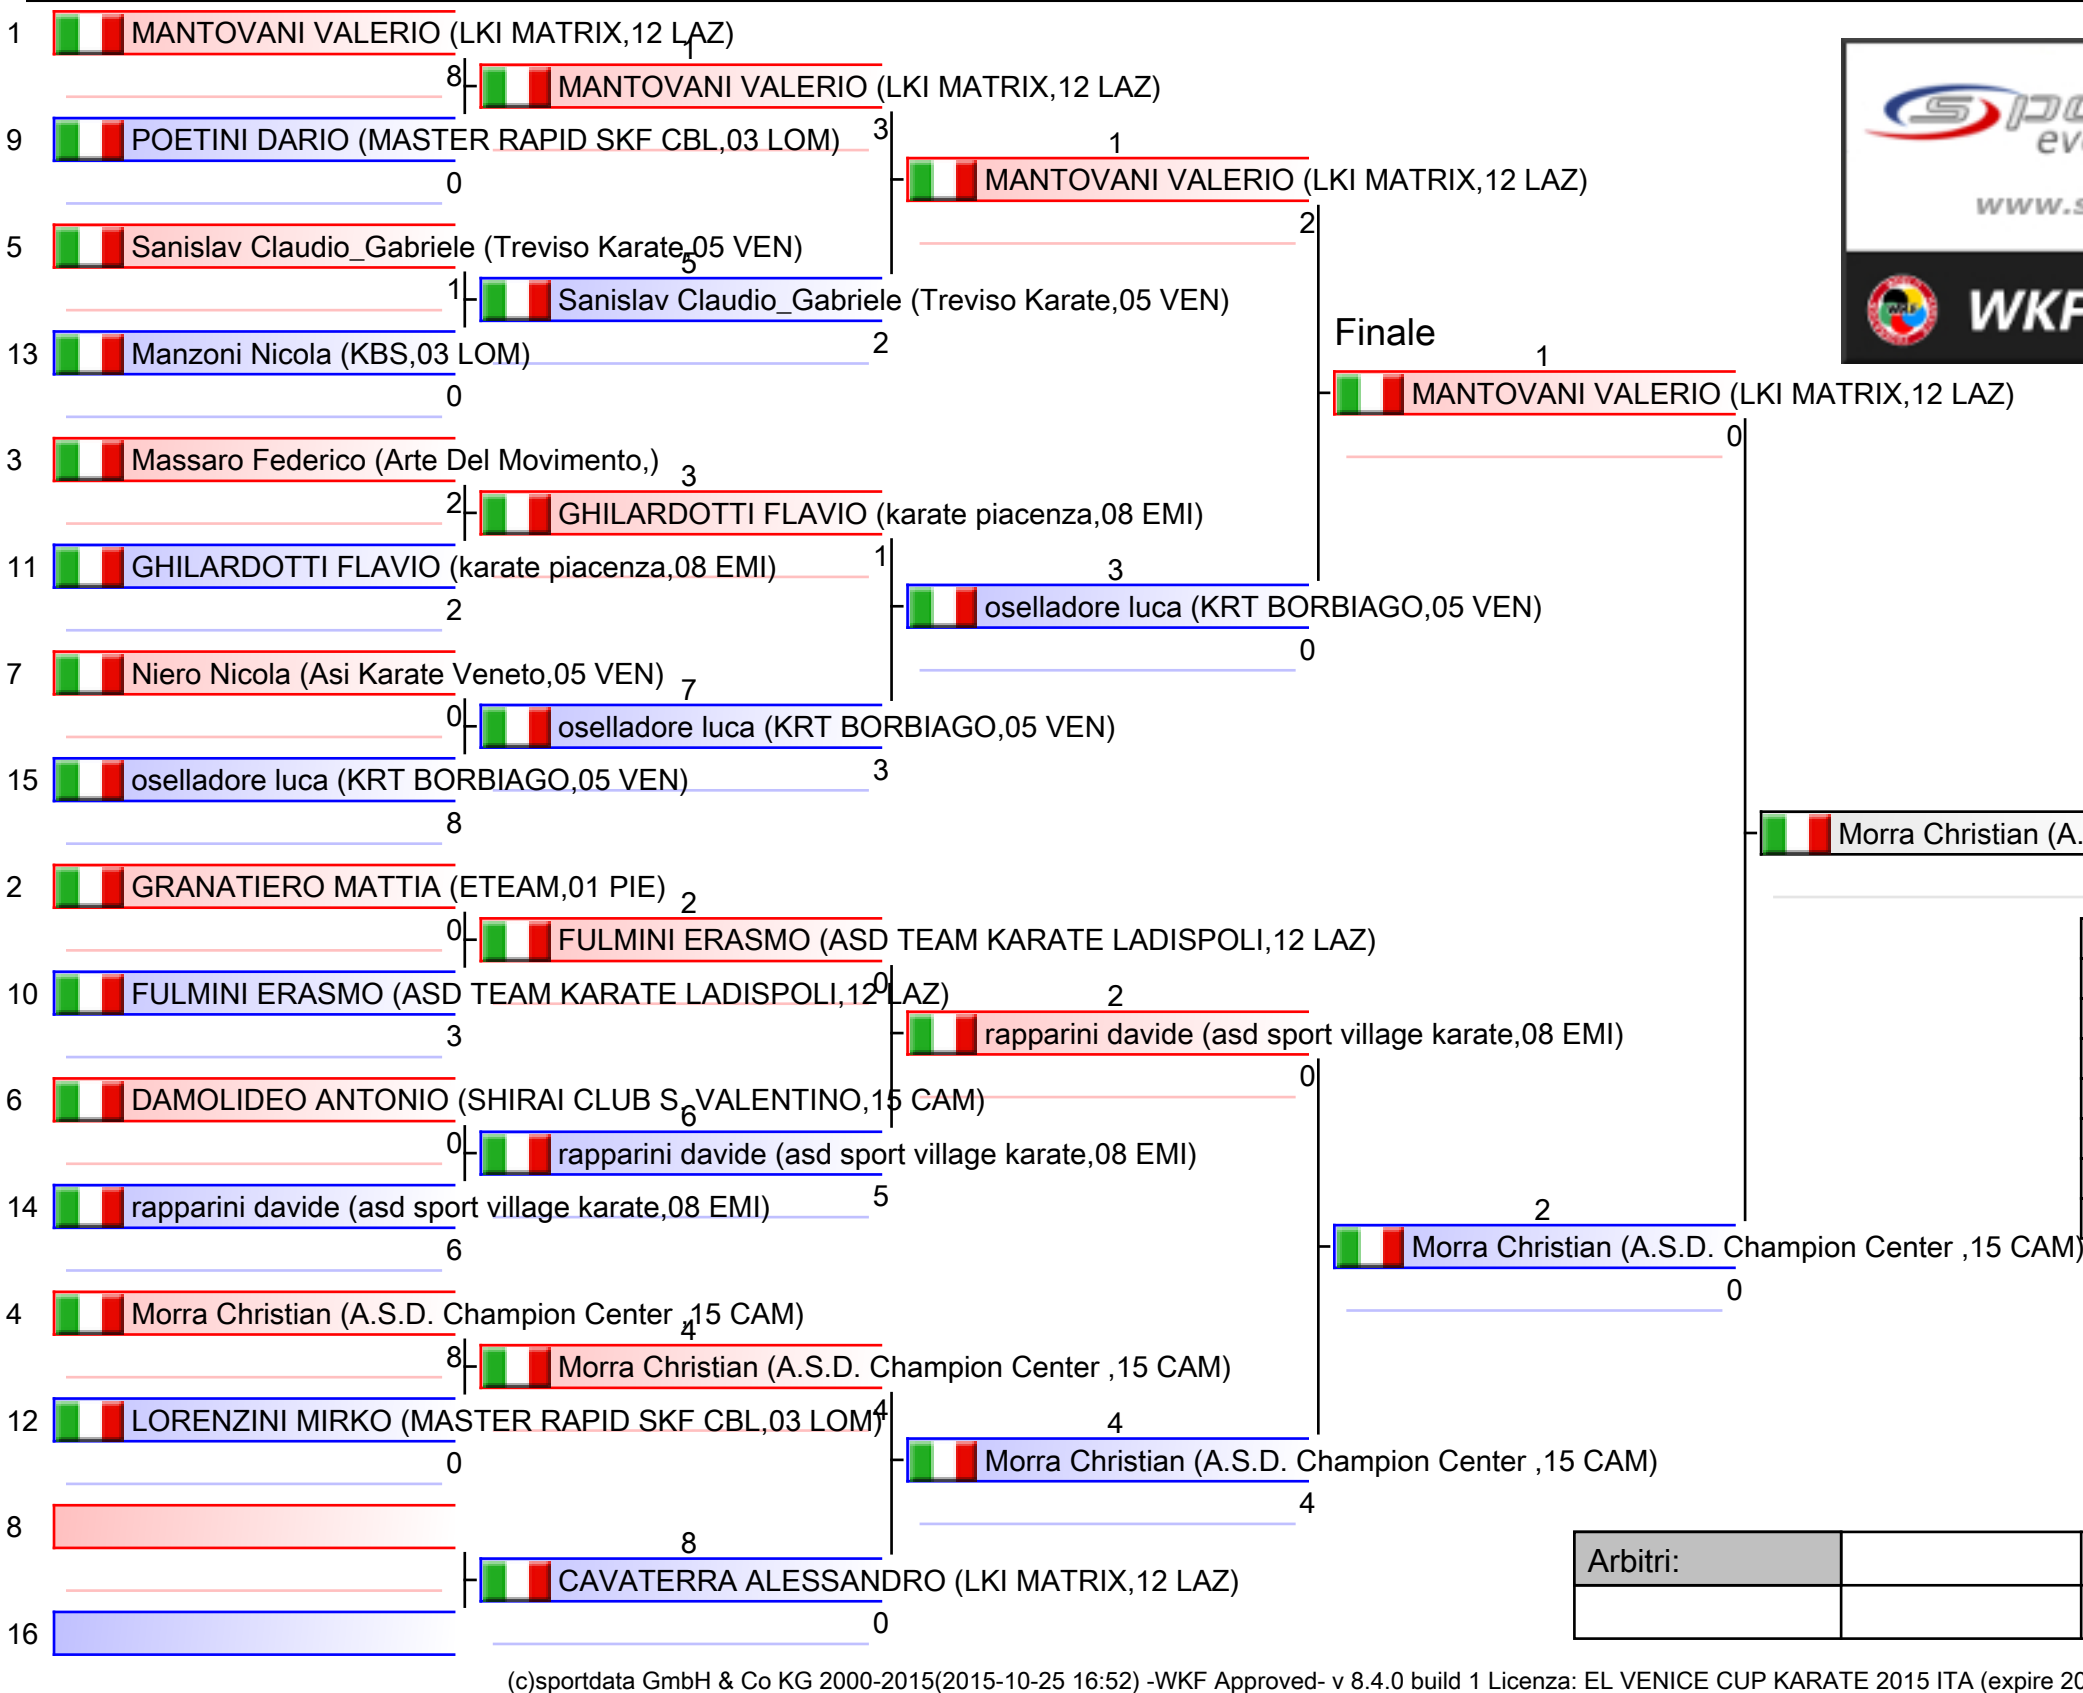 1 MANTOVANI VALERIO (LKI MATRIX,12 LAZ)
8
9 POETINI DARIO (MASTER RAPID SKF CBL,03 LOM)
0
5 Sanislav Claudio_Gabriele (Treviso Karate,05 VEN)
1
13 Manzoni Nicola (KBS,03 LOM)
0
3 Massaro Federico (Arte Del Movimento,)
2
11 GHILARDOTTI FLAVIO (karate piacenza,08 EMI)
2
7 Niero Nicola (Asi Karate Veneto,05 VEN)
0
15 oselladore luca (KRT BORBIAGO,05 VEN)
8
2 GRANATIERO MATTIA (ETEAM,01 PIE)
0
10 FULMINI ERASMO (ASD TEAM KARATE LADISPOLI,12 LAZ)
3
6 DAMOLIDEO ANTONIO (SHIRAI CLUB S. VALENTINO,15 CAM)
0
14 rapparini davide (asd sport village karate,08 EMI)
6
4 Morra Christian (A.S.D. Champion Center ,15 CAM)
8
12 LORENZINI MIRKO (MASTER RAPID SKF CBL,03 LOM)
0
8
16
1
MANTOVANI VALERIO (LKI MATRIX,12 LAZ)
3
5
Sanislav Claudio_Gabriele (Treviso Karate,05 VEN)
2
3
GHILARDOTTI FLAVIO (karate piacenza,08 EMI)
1
7
oselladore luca (KRT BORBIAGO,05 VEN)
3
2
FULMINI ERASMO (ASD TEAM KARATE LADISPOLI,12 LAZ)
0
6
rapparini davide (asd sport village karate,08 EMI)
5
4
Morra Christian (A.S.D. Champion Center ,15 CAM)
4
8
CAVATERRA ALESSANDRO (LKI MATRIX,12 LAZ)
0
1
MANTOVANI VALERIO (LKI MATRIX,12 LAZ)
2
3
oselladore luca (KRT BORBIAGO,05 VEN)
0
2
rapparini davide (asd sport village karate,08 EMI)
0
4
Morra Christian (A.S.D. Champion Center ,15 CAM)
4
Finale
1
MANTOVANI VALERIO (LKI MATRIX,12 LAZ)
0
2
Morra Christian (A.S.D. Champion Center ,15 CAM)
0
Morra Christian (A.
www.s
WKF
Arbitri:
(c)sportdata GmbH & Co KG 2000-2015(2015-10-25 16:52) -WKF Approved- v 8.4.0 build 1 Licenza: EL VENICE CUP KARATE 2015 ITA (expire 20